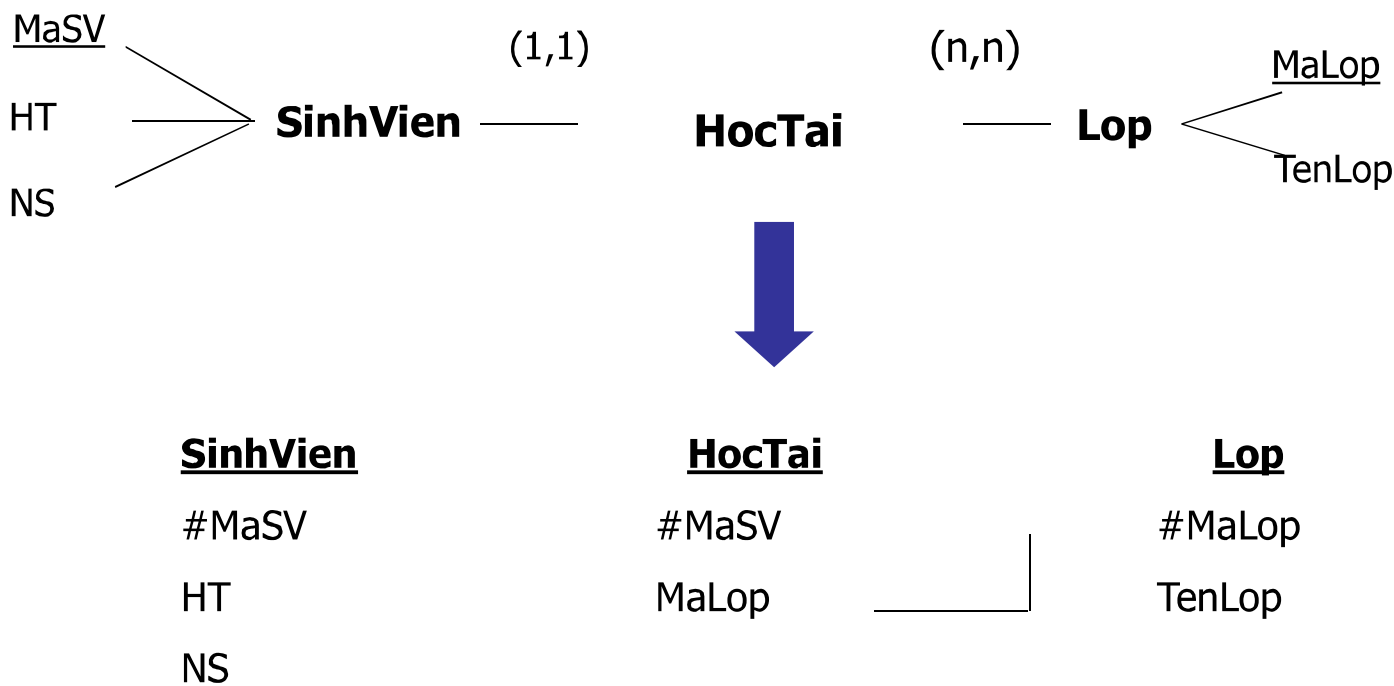 MaSV
(1,1)
(n,n)
MaLop
HT
SinhVien
HocTai
Lop
TenLop
NS
SinhVien
HocTai
Lop
#MaSV
#MaSV
#MaLop
HT
MaLop
TenLop
NS